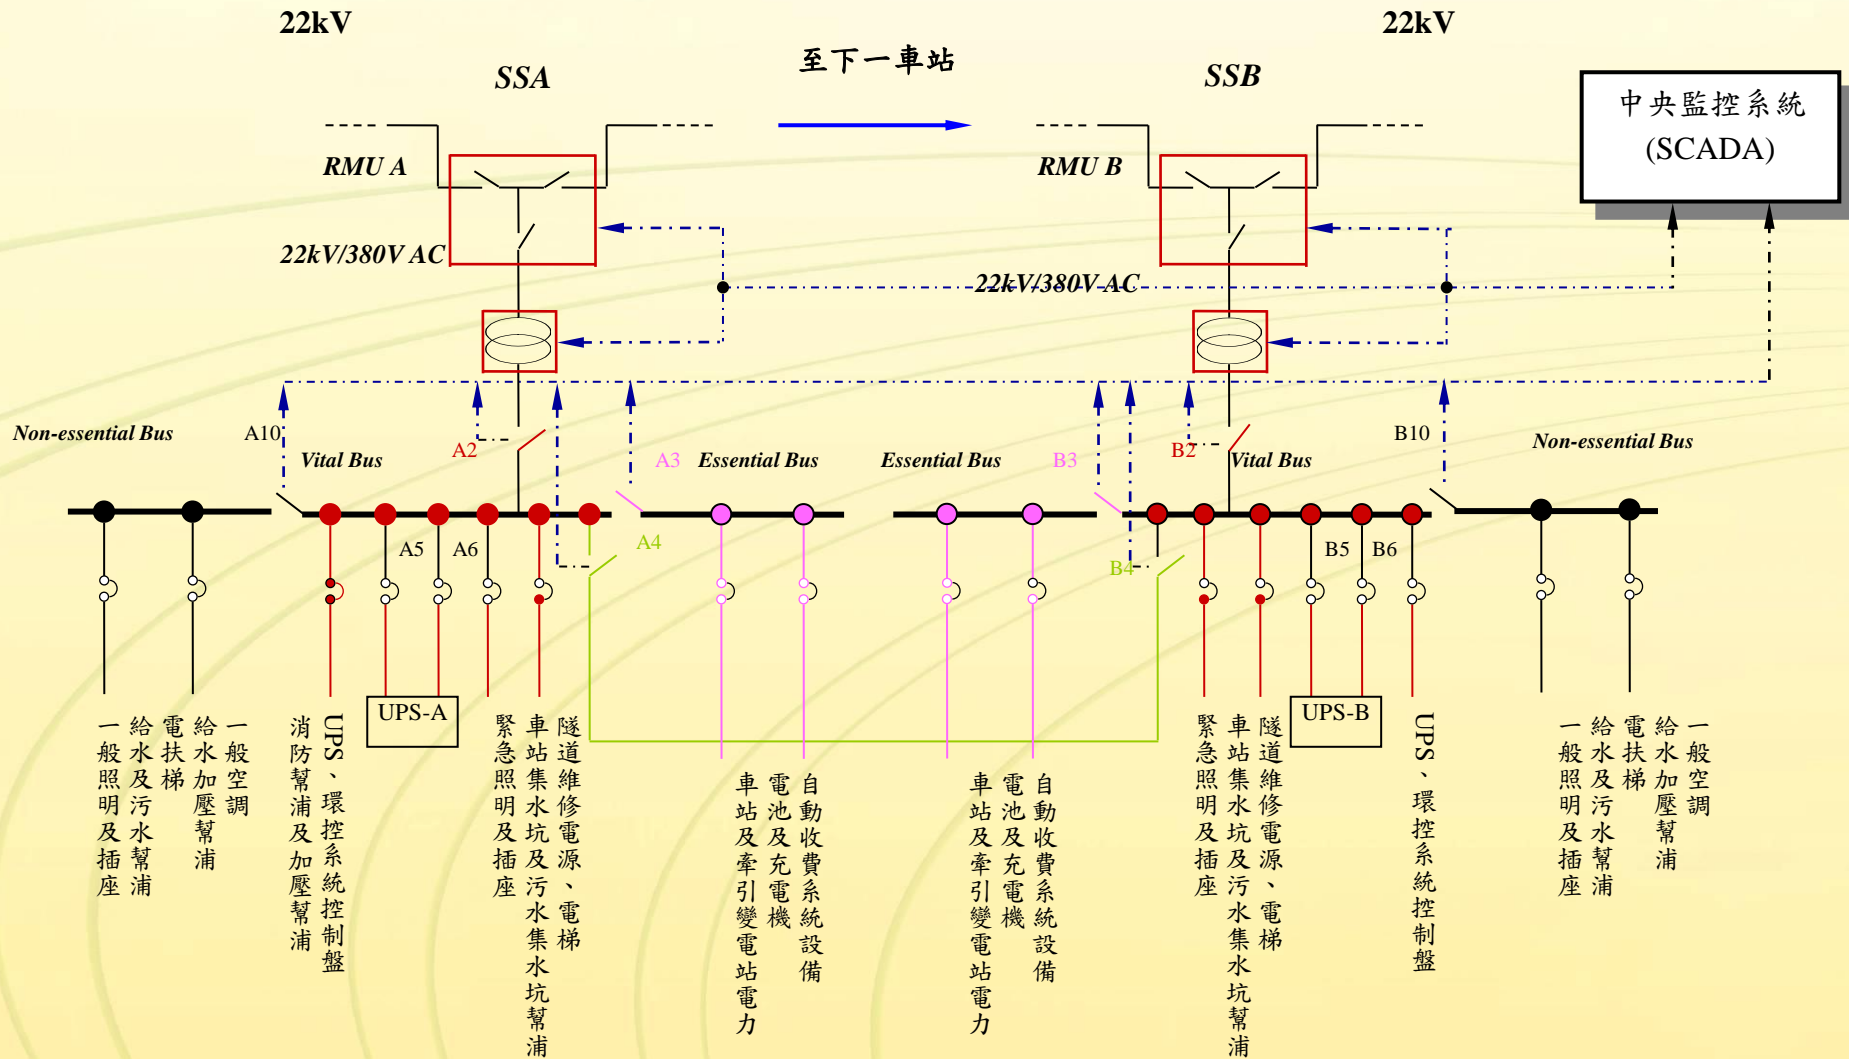 22kV
22kV
至下一車站
SSA
SSB
中央監控系統
(SCADA)
RMU A
RMU B
22kV/380V AC
22kV/380V AC
Non-essential Bus
A10
Vital Bus
A2
A3
Essential Bus
Essential Bus
B3
B2
Vital Bus
B10
Non-essential Bus
A5
A6
A4
B4
B5
B6
UPS-A
UPS-B
一般空調
給水加壓幫浦
電扶梯
給水及污水幫浦
一般照明及插座
UPS、環控系統控制盤
消防幫浦及加壓幫浦
隧道維修電源、電梯
車站集水坑及污水集水坑幫浦
緊急照明及插座
自動收費系統設備
電池及充電機
車站及牽引變電站電力
自動收費系統設備
電池及充電機
車站及牽引變電站電力
隧道維修電源、電梯
車站集水坑及污水集水坑幫浦
緊急照明及插座
UPS、環控系統控制盤
一般空調
給水加壓幫浦
電扶梯
給水及污水幫浦
一般照明及插座